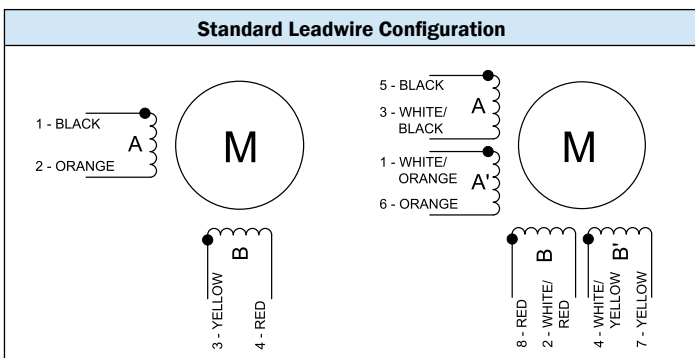 Standard Leadwire Configuration
1 - BLACK
A
2 - ORANGE
M
B
3 - YELLOW
4 - RED
5 - BLACK
3 - WHITE/
BLACK
A
1 - WHITE/
ORANGE
A'
6 - ORANGE
M
B
B'
8 - RED
2 - WHITE/
RED
4 - WHITE/
YELLOW
7 - YELLOW